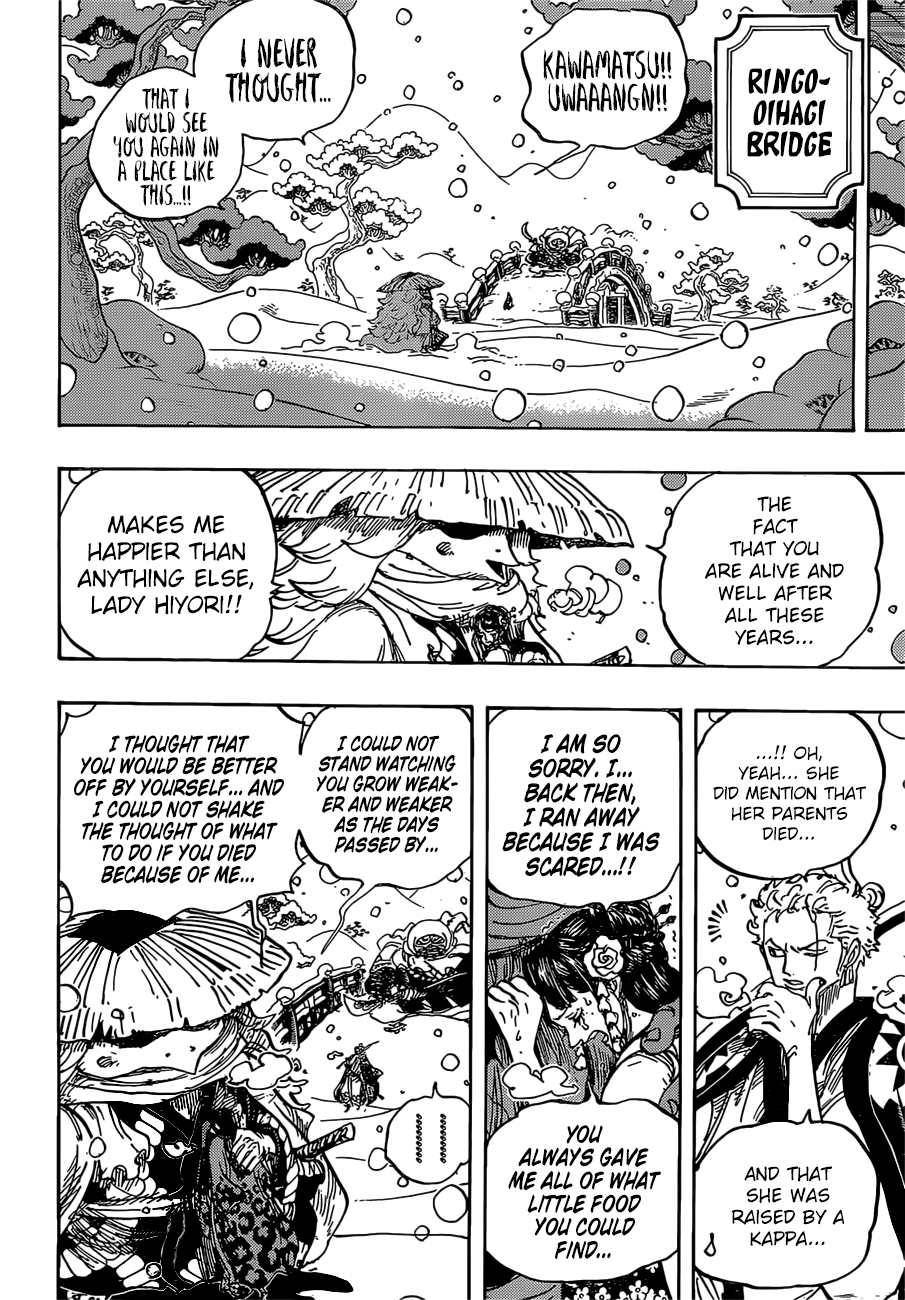 RINGO-
OIHAGI
BRIDGE
KAWAMATSU!!
UWAAANGN!!
I NEVER
THOUGHT...
THAT I
WOULD SEE
YOU AGAIN IN
A PLACE LIKE
THIS...!!
THE
FACT
THAT YOU
ARE ALIVE AND
WELL AFTER
ALL THESE
YEARS...
MAKES ME
HAPPIER THAN
ANYTHING ELSE,
LADY HIYORI!!
...!! OH,
YEAH... SHE
DID MENTION THAT
HER PARENTS
DIED...
AND THAT
SHE WAS
RAISED BY A
KAPPA...
I AM SO
SORRY. I...
BACK THEN,
I RAN AWAY
BECAUSE I WAS
SCARED...!!
YOU
ALWAYS GAVE
ME ALL OF WHAT
LITTLE FOOD
YOU COULD
FIND...
I COULD NOT
STAND WATCHING
YOU GROW WEAK-
ER AND WEAKER
AS THE DAYS
PASSED BY...
I THOUGHT THAT
YOU WOULD BE BETTER
OFF BY YOURSELF... AND
I COULD NOT SHAKE
THE THOUGHT OF WHAT
TO DO IF YOU DIED
BECAUSE OF ME...